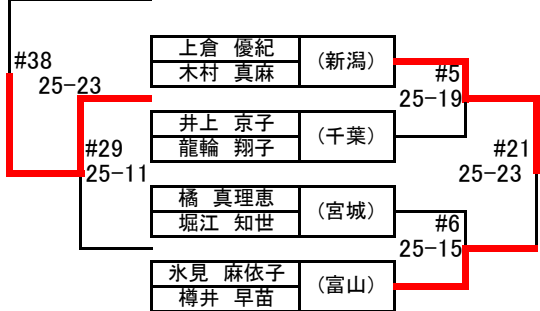 #38
25-23
上倉 優紀
木村 真麻
(新潟)
#5
25-19
井上 京子
龍輪 翔子
(千葉)
#29
25-11
#21
25-23
橘 真理恵
堀江 知世
(宮城)
#6
25-15
氷見 麻依子
樽井 早苗
(富山)